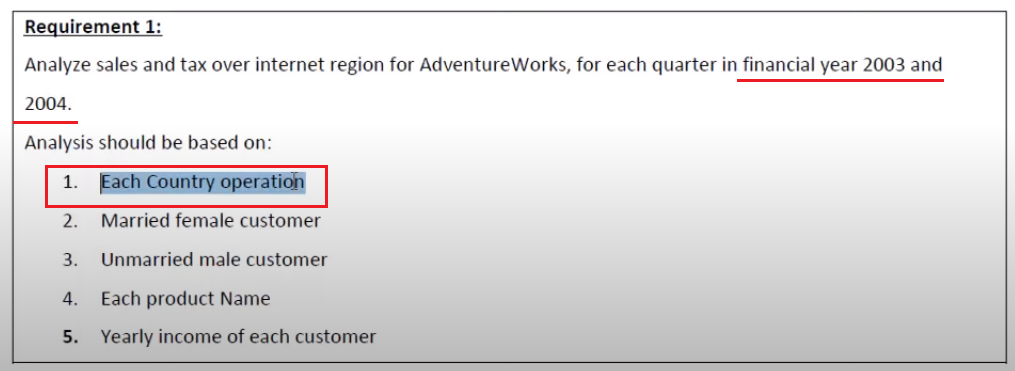 Requirement 1:
Analyze sales and tax over internet region for AdventureWorks, for each quarter in financial year 2003 and
2004.
Analysis should be based on:
1. Each Country operation
2. Married female customer
3. Unmarried male customer
4. Each product Name
5. Yearly income of each customer